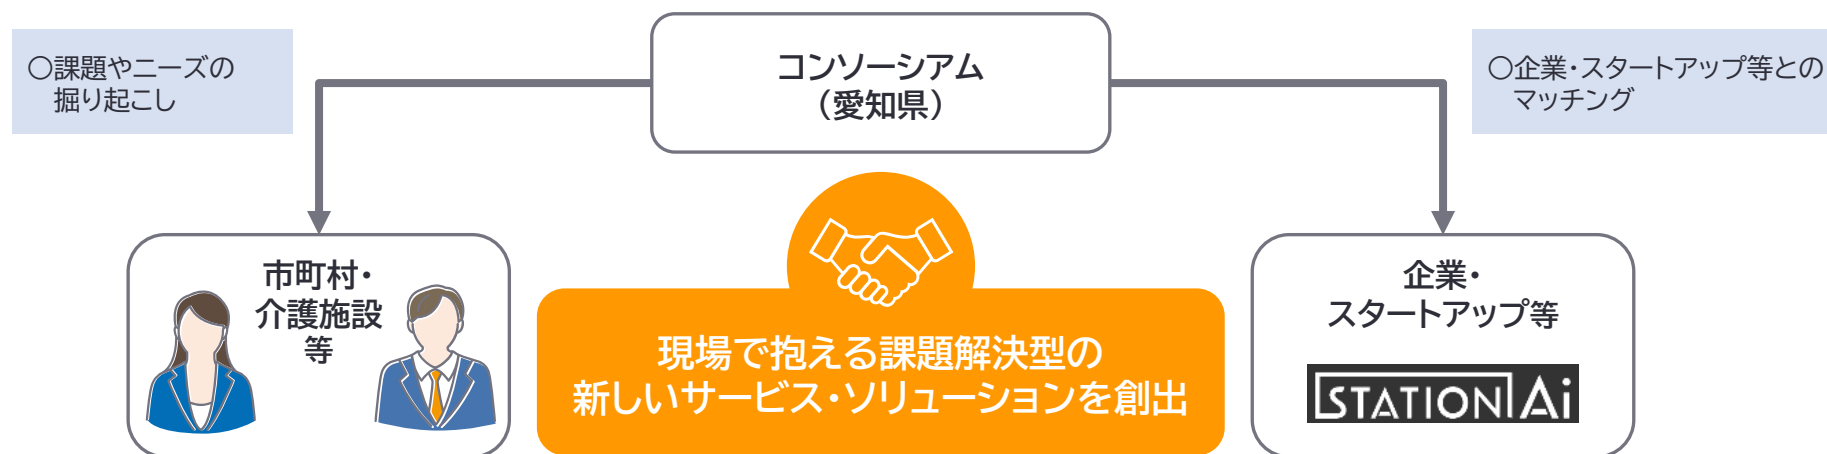 ○課題やニーズの
掘り起こし
コンソーシアム
（愛知県）
○企業・スタートアップ等との
マッチング
市町村・
介護施設
等
現場で抱える課題解決型の
新しいサービス・ソリューションを創出
企業・
スタートアップ等
STATION Ai